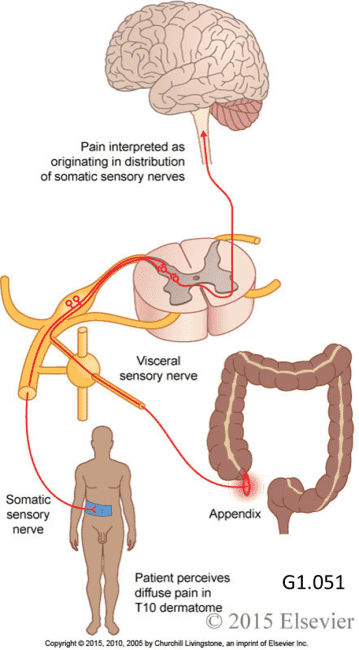 Pain interpreted as
originating in distribution
of somatic sensory nerves
Visceral
sensory nerve
Somatic
sensory
nerve
Appendix
Patient perceives
diffuse pain in
T10 dermatome
G1.051
© 2015 Elsevier
Copyright © 2015, 2010, 2005 by Churchill Livingstone, an imprint of Elsevier Inc.